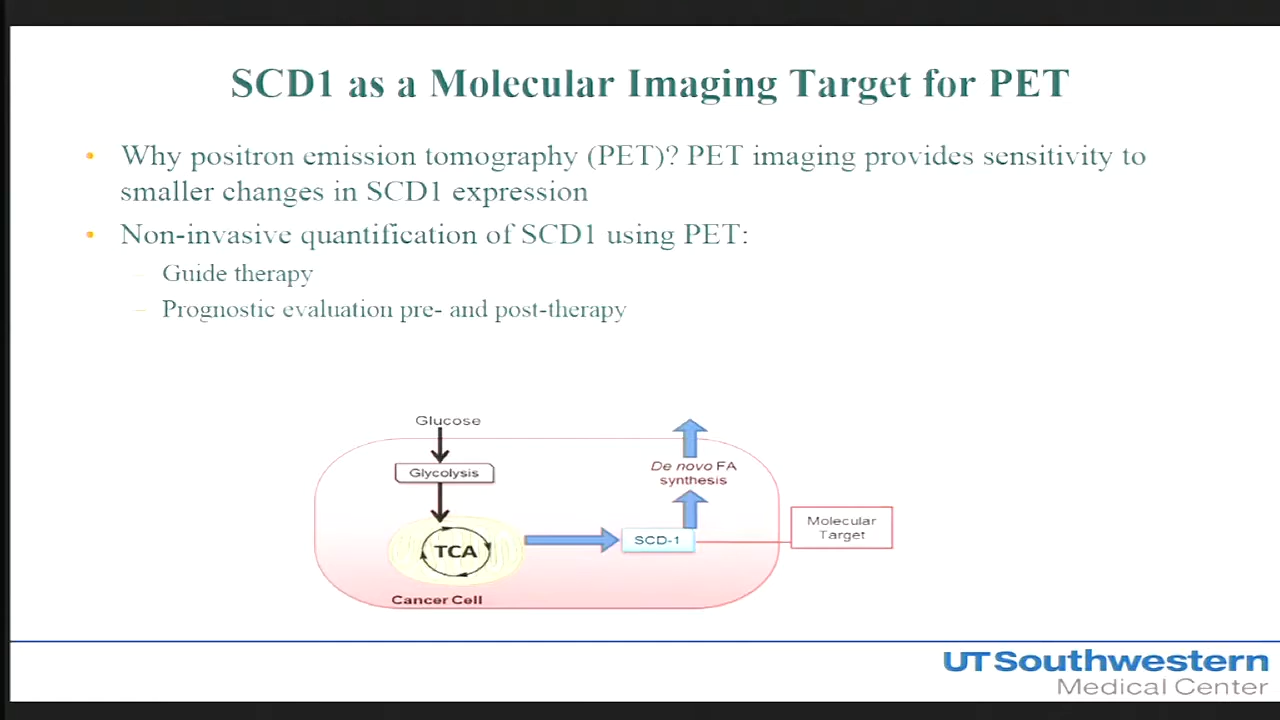 SCD1 as a Molecular Imaging Target for PET
• Why positron emission tomography (PET)? PET imaging provides sensitivity to
smaller changes in SCD1 expression
• Non-invasive quantification of SCD1 using PET:
– Guide therapy
– Prognostic evaluation pre- and post-therapy
Glucose
Glycolysis
TCA
Cancer Cell
SCD-1
De novo FA
synthesis
Molecular
Target
UT Southwestern
Medical Center